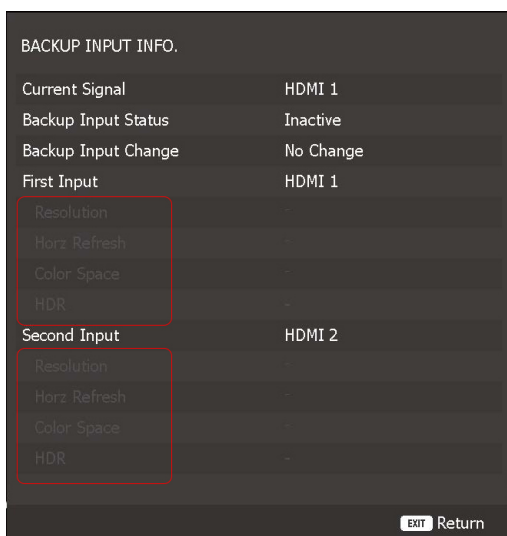 BACKUP INPUT INFO.
Current Signal HDMI 1
Backup Input Status Inactive
Backup Input Change No Change
First Input HDMI 1
Resolution -
Horz Refresh -
Color Space -
HDR -
Second Input HDMI 2
Resolution -
Horz Refresh -
Color Space -
HDR -
EXIT Return